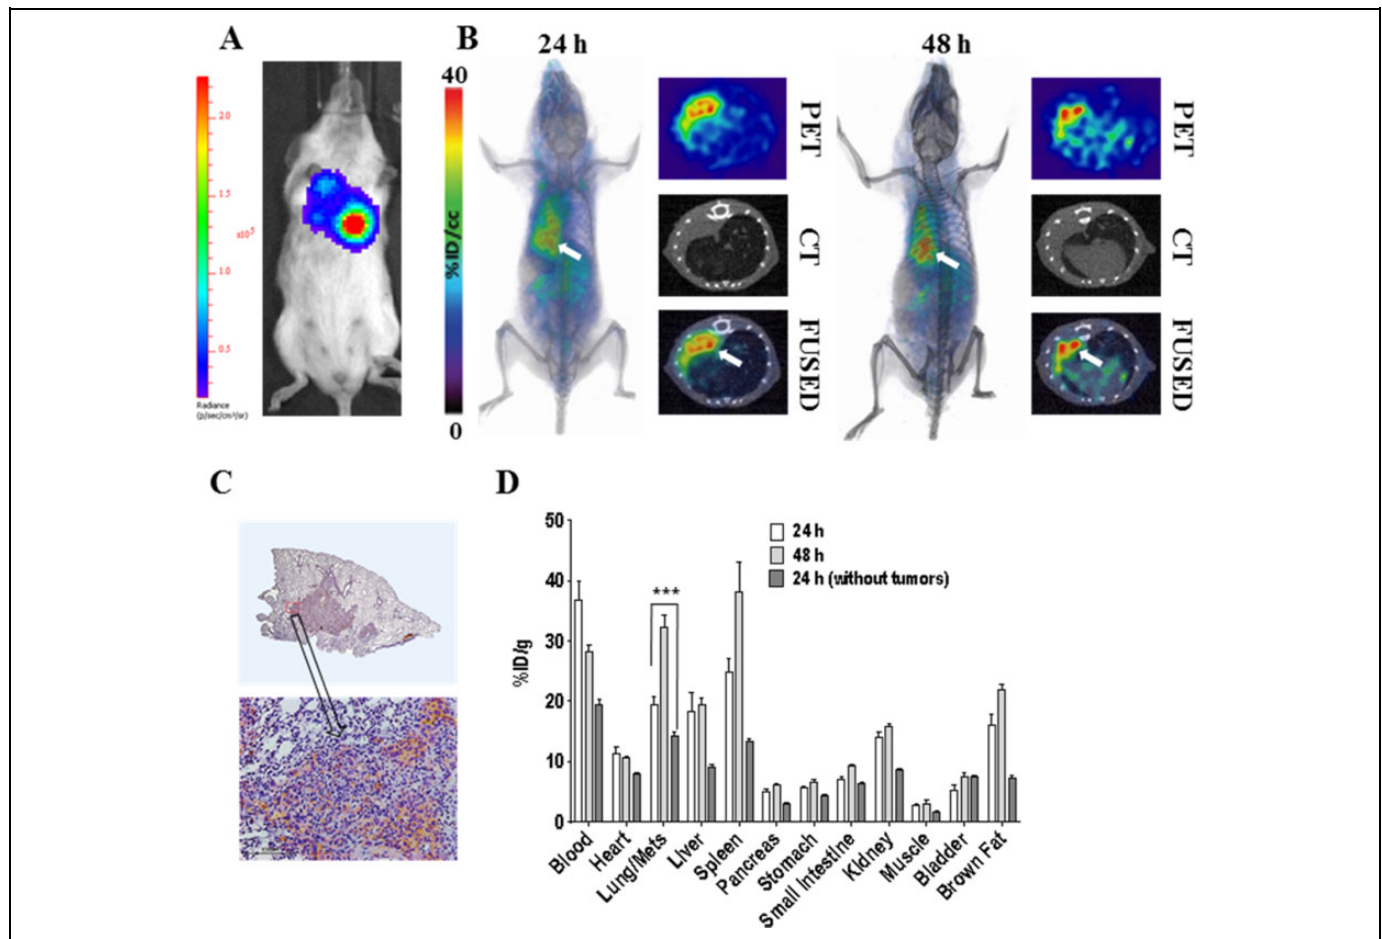 A
B
24 h
48 h
2.0
1.5
x10⁵
1.0
0.5
Radiance
(p/sec/cm²/sr)
40
%ID/cc
0
PET
CT
FUSED
PET
CT
FUSED
C
D
50
40
30
20
10
0
%ID/g
24 h
48 h
24 h (without tumors)
***
Blood
Heart
Lung/Mets
Liver
Spleen
Pancreas
Stomach
Small Intestine
Kidney
Muscle
Bladder
Brown Fat